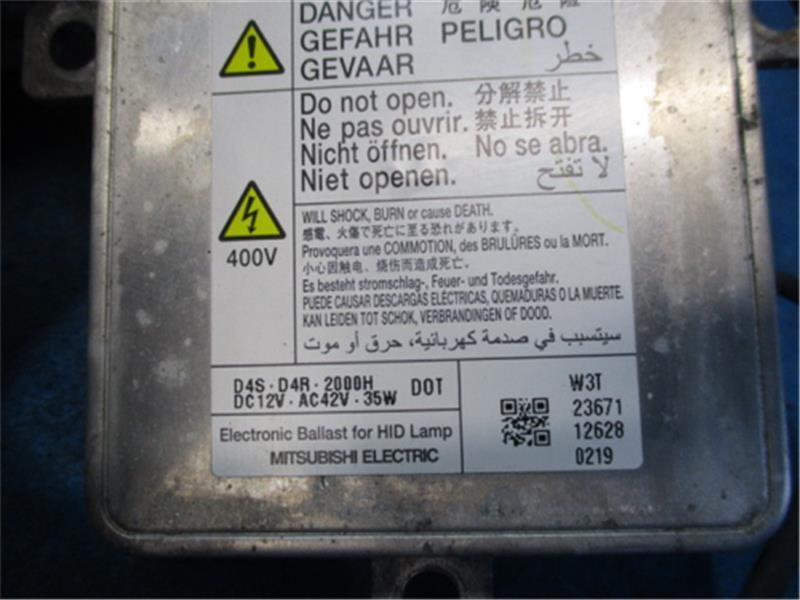 DANGER 危険 危险
GEFAHR PELIGRO
GEVAAR خطر
Do not open. 分解禁止
Ne pas ouvrir. 禁止拆开
Nicht öffnen. No se abra.
Niet openen. لا تفتح
400V
WILL SHOCK, BURN or cause DEATH.
感電、火傷で死亡に至る恐れがあります。
Provoquera une COMMOTION, des BRULÛRES ou la MORT.
小心因触电、烧伤而造成死亡。
Es besteht stromschlag-, Feuer- und Todesgefahr.
PUEDE CAUSAR DESCARGAS ELÉCTRICAS, QUEMADURAS O LA MUERTE.
KAN LEIDEN TOT SCHOK, VERBRANDINGEN OF DOOD.
سيتسبب في صدمة كهربائية، حرق أو موت
D4S · D4R · 2000H DOT
DC12V · AC42V · 35W
Electronic Ballast for HID Lamp
MITSUBISHI ELECTRIC
W3T
23671
12628
0219